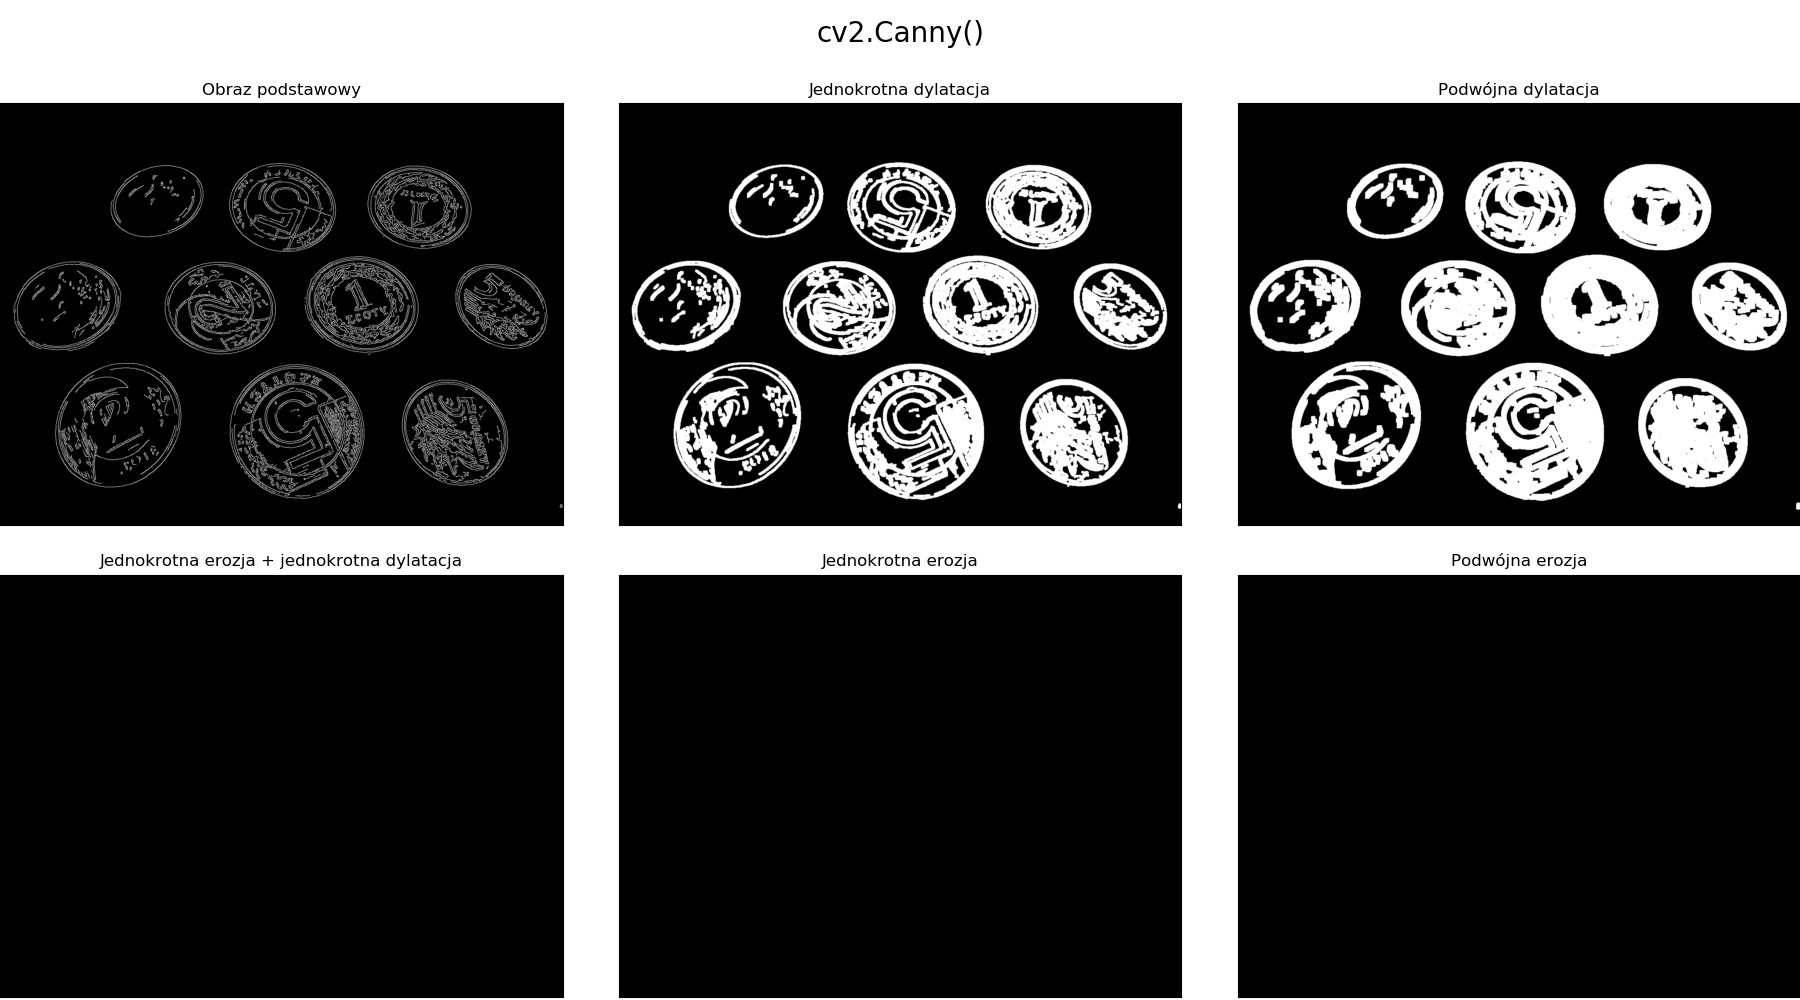 cv2.Canny()
Obraz podstawowy
Jednokrotna dylatacja
Podwójna dylatacja
Jednokrotna erozja + jednokrotna dylatacja
Jednokrotna erozja
Podwójna erozja